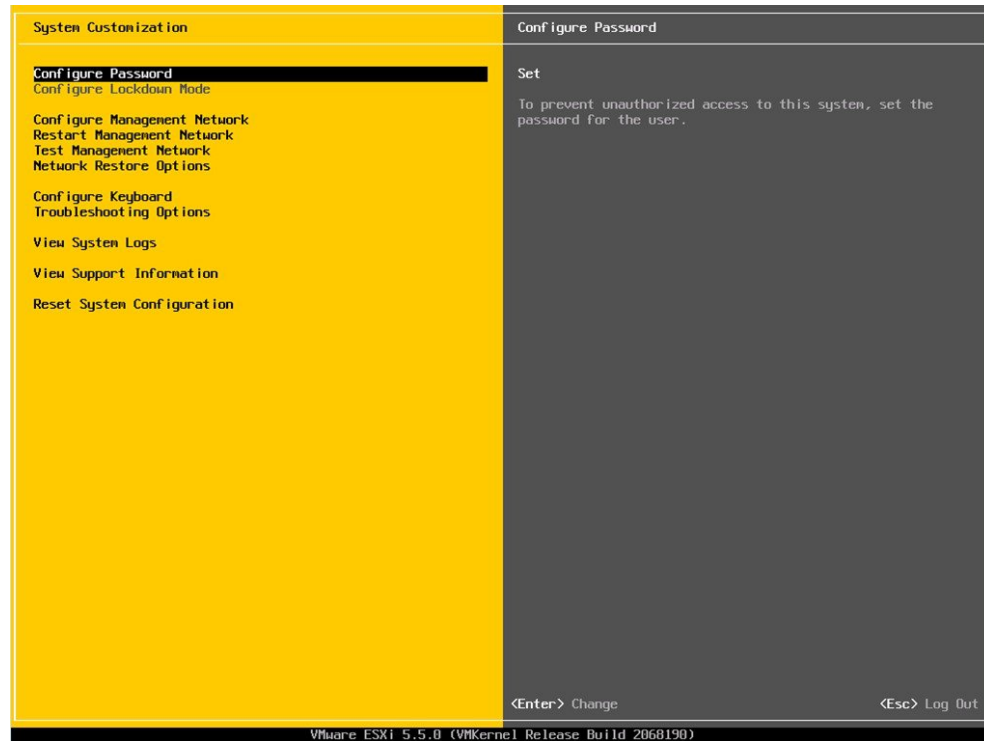 System Customization
Configure Password
Configure Lockdown Mode
Configure Management Network
Restart Management Network
Test Management Network
Network Restore Options
Configure Keyboard
Troubleshooting Options
View System Logs
View Support Information
Reset System Configuration
Configure Password
Set
To prevent unauthorized access to this system, set the
password for the user.
<Enter> Change <Esc> Log Out
VMware ESXi 5.5.0 (VMKernel Release Build 2068190)